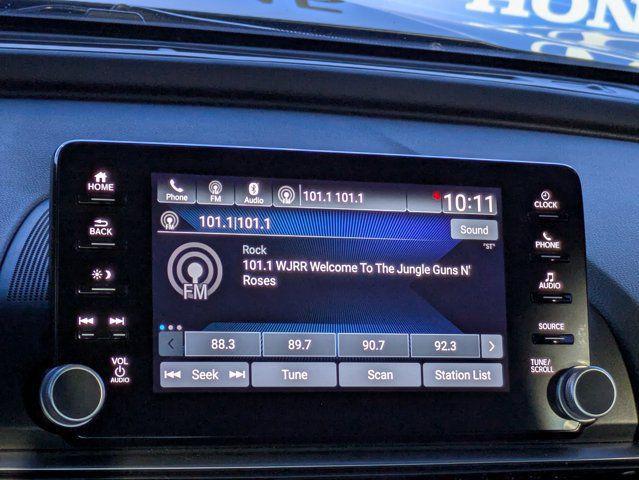 HON
HOME
BACK
VOL
AUDIO
Phone
FM
Audio
101.1 101.1
10:11
101.1|101.1
Sound
"ST"
FM
Rock
101.1 WJRR Welcome To The Jungle Guns N'
Roses
88.3
89.7
90.7
92.3
Seek
Tune
Scan
Station List
CLOCK
PHONE
AUDIO
SOURCE
TUNE/
SCROLL